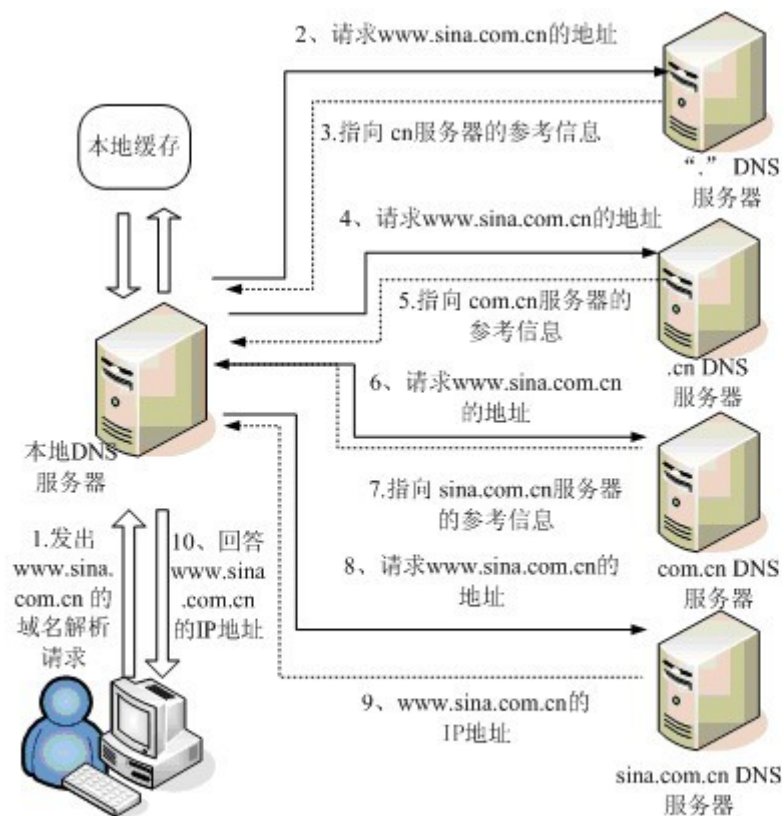 2、请求www.sina.com.cn的地址
3.指向 cn服务器的参考信息
“.” DNS
服务器
本地缓存
4、请求www.sina.com.cn的地址
5.指向 com.cn服务器的
参考信息
.cn DNS
服务器
6、请求www.sina.com.cn
的地址
本地DNS
服务器
7.指向 sina.com.cn服务器
的参考信息
com.cn DNS
服务器
1.发出
www.sina.
com.cn 的
域名解析
请求
10、回答
www.sina
.com.cn
的IP地址
8、请求www.sina.com.cn的
地址
9、www.sina.com.cn的
IP地址
sina.com.cn DNS
服务器